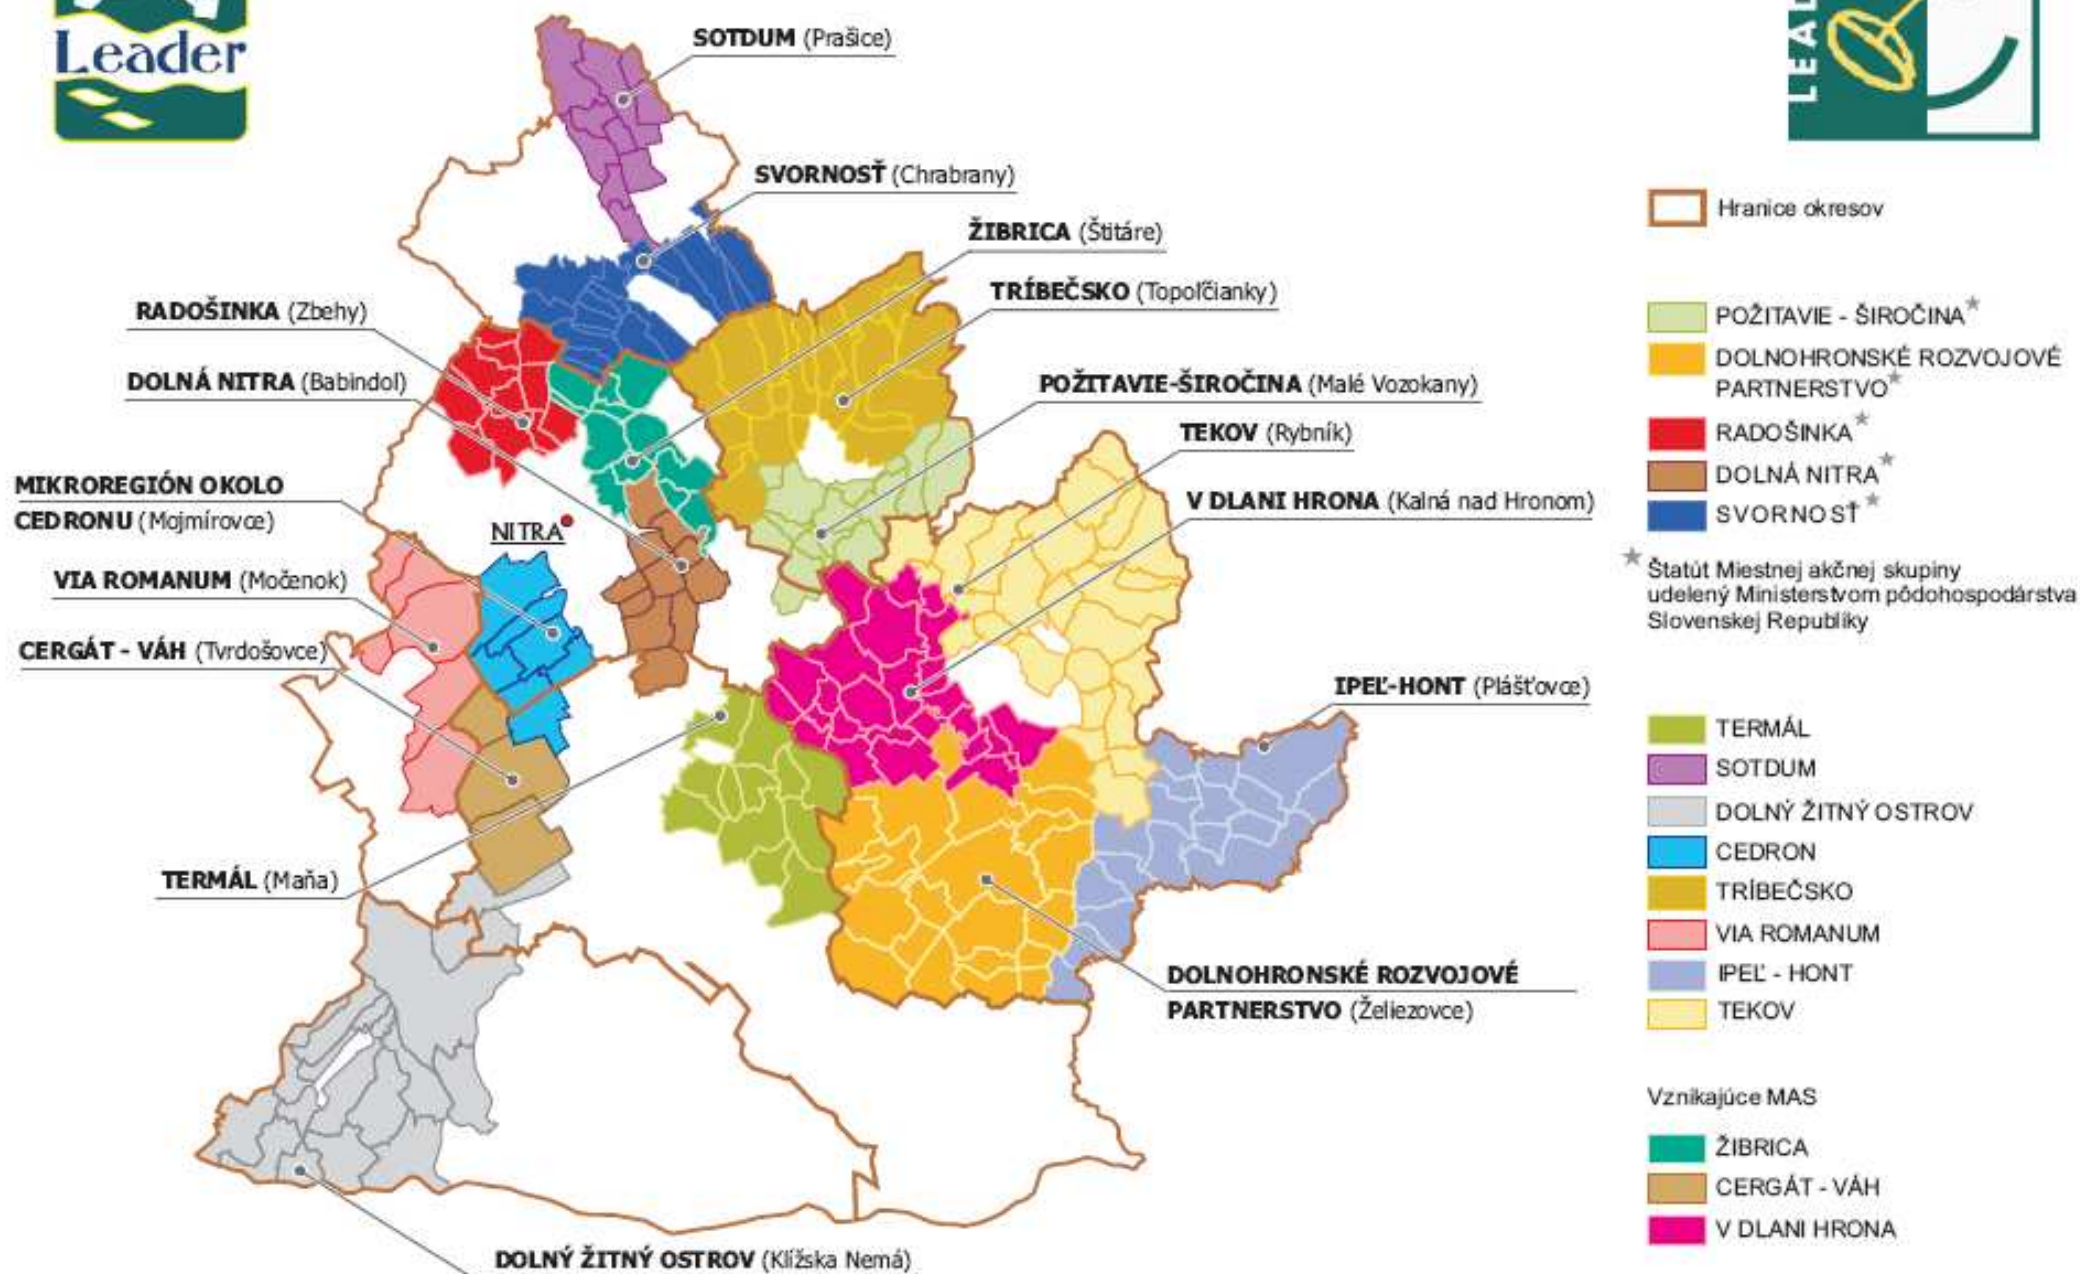 Leader
LEAD
SOTDUM (Prašice)
SVORNOSŤ (Chrabrany)
ŽIBRICA (Štitáre)
TRÍBEČSKO (Topoľčianky)
RADOŠINKA (Zbehy)
DOLNÁ NITRA (Babindol)
POŽITAVIE-ŠIROČINA (Malé Vozokany)
TEKOV (Rybník)
MIKROREGIÓN OKOLO
CEDRONU (Mojmírovce)
V DLANI HRONA (Kalná nad Hronom)
NITRA
VIA ROMANUM (Močenok)
CERGÁT - VÁH (Tvrdošovce)
IPEĽ-HONT (Plášťovce)
TERMÁL (Maňa)
DOLNOHRONSKÉ ROZVOJOVÉ
PARTNERSTVO (Želiezovce)
DOLNÝ ŽITNÝ OSTROV (Klížska Nemá)
Hranice okresov
POŽITAVIE - ŠIROČINA*
DOLNOHRONSKÉ ROZVOJOVÉ
PARTNERSTVO*
RADOŠINKA*
DOLNÁ NITRA*
SVORNOSŤ*
* Štatút Miestnej akčnej skupiny
udelený Ministerstvom pôdohospodárstva
Slovenskej Republiky
TERMÁL
SOTDUM
DOLNÝ ŽITNÝ OSTROV
CEDRON
TRÍBEČSKO
VIA ROMANUM
IPEĽ - HONT
TEKOV
Vznikajúce MAS
ŽIBRICA
CERGÁT - VÁH
V DLANI HRONA